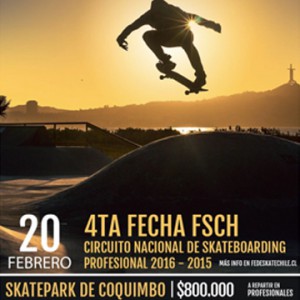 20
FEBRERO
4TA FECHA FSCH
CIRCUITO NACIONAL DE SKATEBOARDING
PROFESIONAL 2016 - 2015
MÁS INFO EN FEDESKATECHILE.CL
SKATEPARK DE COQUIMBO | $800.000
A REPARTIR EN
PROFESIONALES